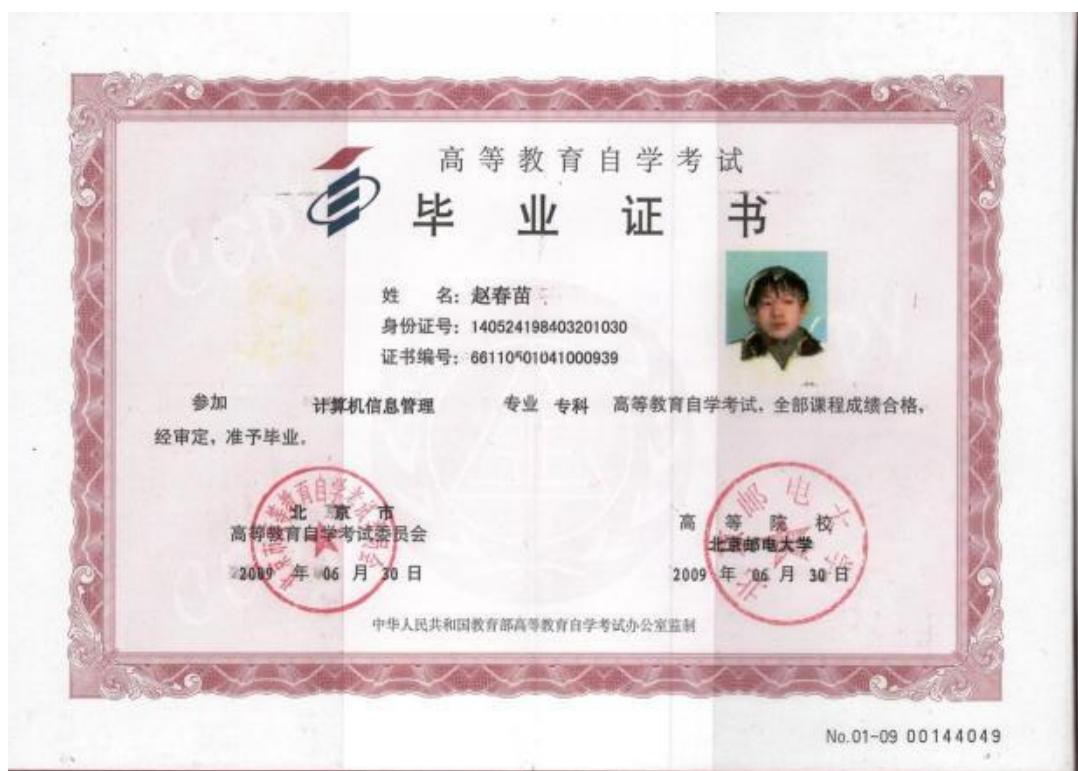 高等教育自学考试
毕业证书
姓 名: 赵春苗
身份证号: 140524198403201030
证书编号: 66110501041000939
参加 计算机信息管理 专业 专科 高等教育自学考试, 全部课程成绩合格,
经审定, 准予毕业。
北京市
高等教育自学考试委员会
2009 年 06 月 30 日
高等院校
北京邮电大学
2009 年 06 月 30 日
中华人民共和国教育部高等教育自学考试办公室监制
No.01-09 00144049